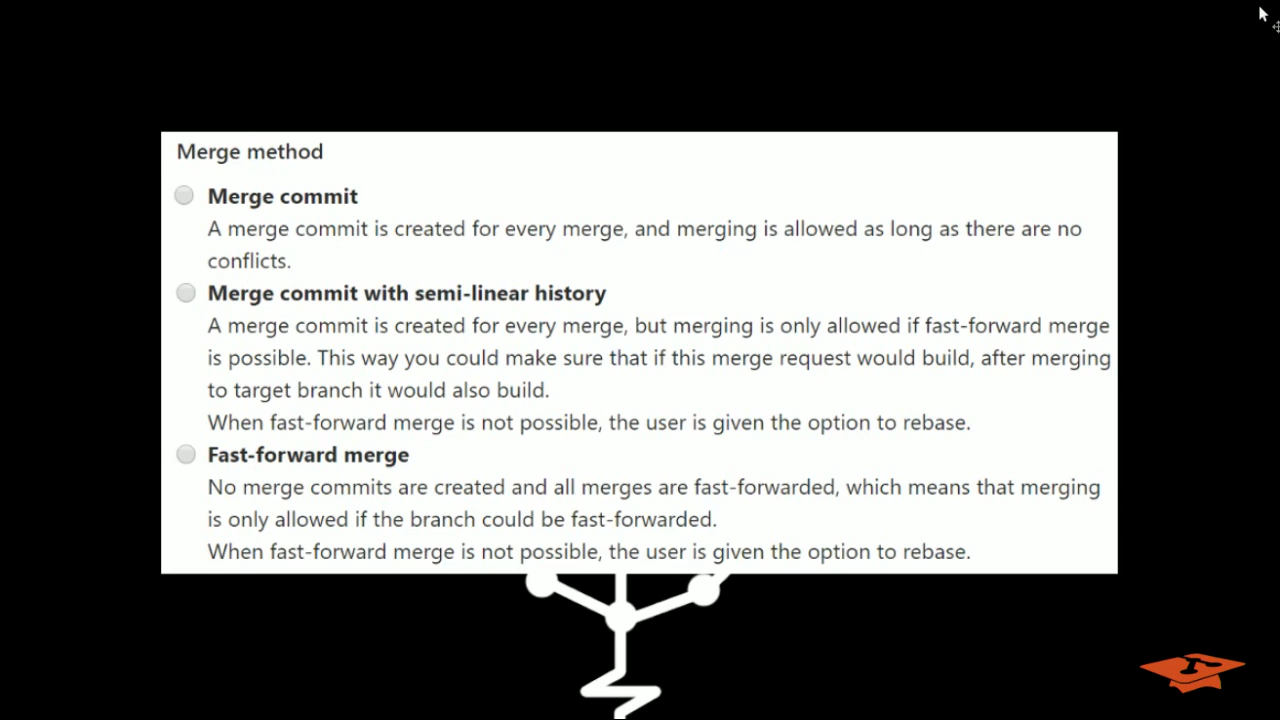 Merge method
Merge commit
A merge commit is created for every merge, and merging is allowed as long as there are no
conflicts.
Merge commit with semi-linear history
A merge commit is created for every merge, but merging is only allowed if fast-forward merge
is possible. This way you could make sure that if this merge request would build, after merging
to target branch it would also build.
When fast-forward merge is not possible, the user is given the option to rebase.
Fast-forward merge
No merge commits are created and all merges are fast-forwarded, which means that merging
is only allowed if the branch could be fast-forwarded.
When fast-forward merge is not possible, the user is given the option to rebase.